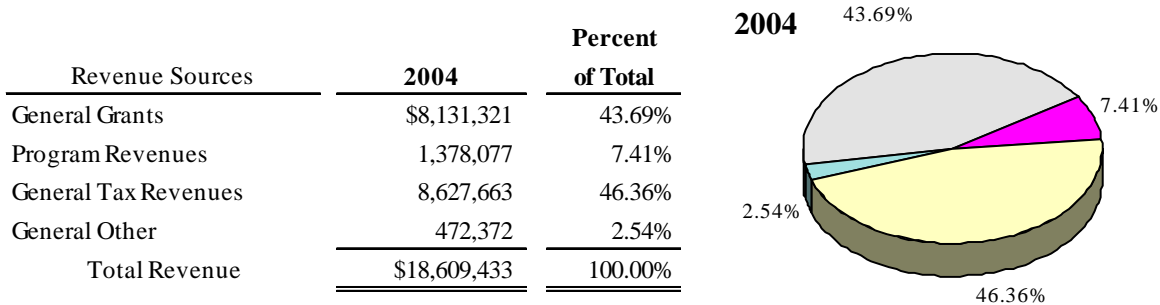 Percent
Revenue Sources 2004 of Total
General Grants $8,131,321 43.69%
Program Revenues 1,378,077 7.41%
General Tax Revenues 8,627,663 46.36%
General Other 472,372 2.54%
Total Revenue $18,609,433 100.00%
2004
43.69%
7.41%
2.54%
46.36%